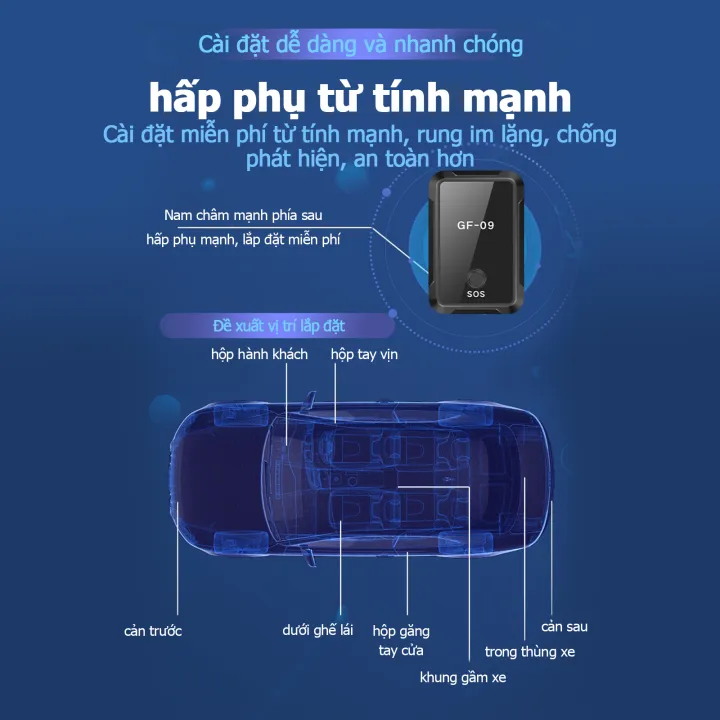 Cài đặt dễ dàng và nhanh chóng
hấp phụ từ tính mạnh
Cài đặt miễn phí từ tính mạnh, rung im lặng, chống
phát hiện, an toàn hơn
Nam châm mạnh phía sau
hấp phụ mạnh, lắp đặt miễn phí
GF-09
SOS
Đề xuất vị trí lắp đặt
hộp hành khách
hộp tay vịn
cản trước
dưới ghế lái
hộp găng
tay cửa
khung gầm xe
trong thùng xe
cản sau